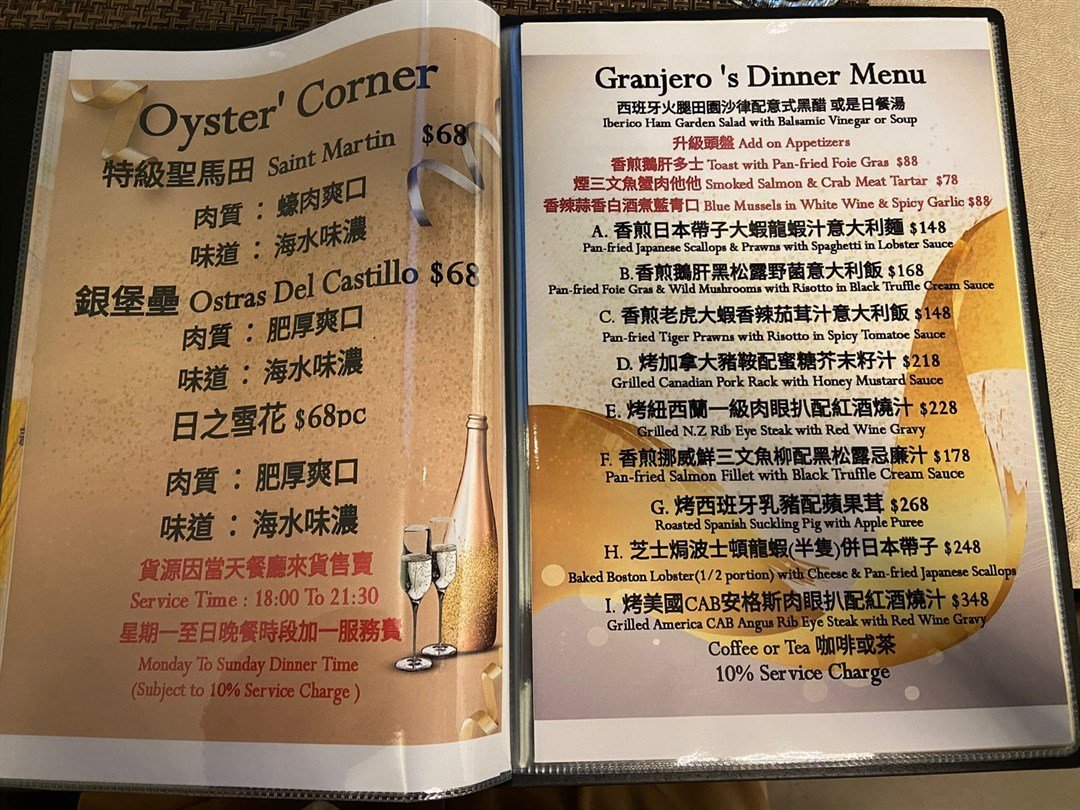 Oyster' Corner
特級聖馬田 Saint Martin $68
肉質 : 蠔肉爽口
味道 : 海水味濃
銀堡壘 Ostras Del Castillo $68
肉質 : 肥厚爽口
味道 : 海水味濃
日之雪花 $68pc
肉質 : 肥厚爽口
味道 : 海水味濃
貨源因當天餐廳來貨售賣
Service Time : 18:00 To 21:30
星期一至日晚餐時段加一服務費
Monday To Sunday Dinner Time
(Subject to 10% Service Charge )
Granjero 's Dinner Menu
西班牙火腿田園沙律配意式黑醋 或是日餐湯
Iberico Ham Garden Salad with Balsamic Vinegar or Soup
升級頭盤 Add on Appetizers
香煎鵝肝多士 Toast with Pan-fried Foie Gras $88
煙三文魚蟹肉他他 Smoked Salmon & Crab Meat Tartar $78
香辣蒜香白酒煮藍青口 Blue Mussels in White Wine & Spicy Garlic $88
A. 香煎日本帶子大蝦龍蝦汁意大利麵 $148
Pan-fried Japanese Scallops & Prawns with Spaghetti in Lobster Sauce
B.香煎鵝肝黑松露野菌意大利飯 $168
Pan-fried Foie Gras & Wild Mushrooms with Risotto in Black Truffle Cream Sauce
C. 香煎老虎大蝦香辣茄茸汁意大利飯 $148
Pan-fried Tiger Prawns with Risotto in Spicy Tomatoe Sauce
D. 烤加拿大豬鞍配蜜糖芥末籽汁 $218
Grilled Canadian Pork Rack with Honey Mustard Sauce
E. 烤紐西蘭一級肉眼扒配紅酒燒汁 $228
Grilled N.Z Rib Eye Steak with Red Wine Gravy
F. 香煎挪威鮮三文魚柳配黑松露忌廉汁 $178
Pan-fried Salmon Fillet with Black Truffle Cream Sauce
G. 烤西班牙乳豬配蘋果茸 $268
Roasted Spanish Suckling Pig with Apple Puree
H. 芝士焗波士頓龍蝦(半隻)併日本帶子 $248
Baked Boston Lobster(1/2 portion) with Cheese & Pan-fried Japanese Scallops
I. 烤美國CAB安格斯肉眼扒配紅酒燒汁 $348
Grilled America CAB Angus Rib Eye Steak with Red Wine Gravy
Coffee or Tea 咖啡或茶
10% Service Charge